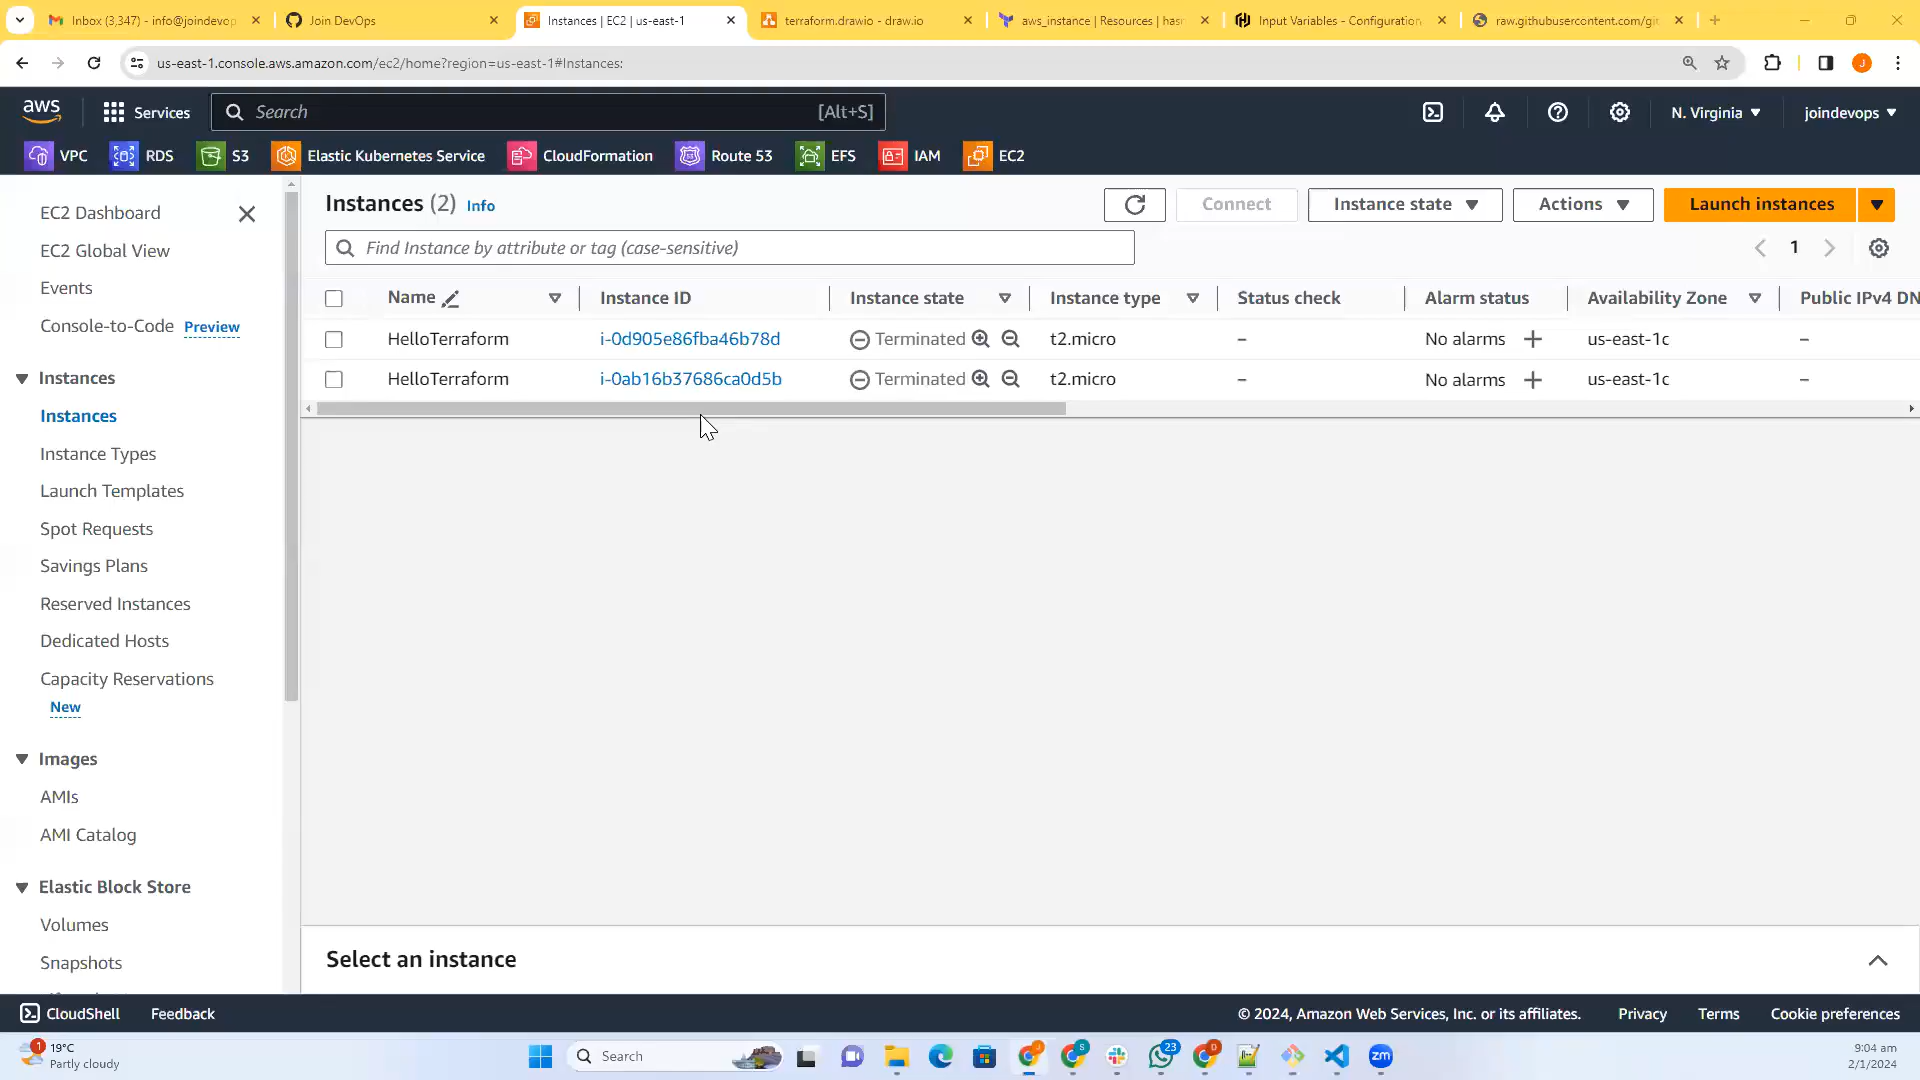 Inbox (3,347) - info@joindevop
Join DevOps
Instances | EC2 | us-east-1
terraform.drawio - draw.io
aws_instance | Resources | hash
Input Variables - Configuration
raw.githubusercontent.com/git
us-east-1.console.aws.amazon.com/ec2/home?region=us-east-1#Instances:
J
aws
Services
Search
[Alt+S]
N. Virginia
joindevops
VPC
RDS
S3
Elastic Kubernetes Service
CloudFormation
Route 53
EFS
IAM
EC2
EC2 Dashboard
EC2 Global View
Events
Console-to-Code Preview
Instances
Instances
Instance Types
Launch Templates
Spot Requests
Savings Plans
Reserved Instances
Dedicated Hosts
Capacity Reservations
New
Images
AMIs
AMI Catalog
Elastic Block Store
Volumes
Snapshots
Instances (2) Info
Connect
Instance state
Actions
Launch instances
Find Instance by attribute or tag (case-sensitive)
1
Name Instance ID Instance state Instance type Status check Alarm status Availability Zone Public IPv4 DN
HelloTerraform i-0d905e86fba46b78d Terminated t2.micro – No alarms us-east-1c –
HelloTerraform i-0ab16b37686ca0d5b Terminated t2.micro – No alarms us-east-1c –
Select an instance
CloudShell
Feedback
© 2024, Amazon Web Services, Inc. or its affiliates.
Privacy
Terms
Cookie preferences
1
19°C
Partly cloudy
Search
J
S
23
D
zm
9:04 am
2/1/2024